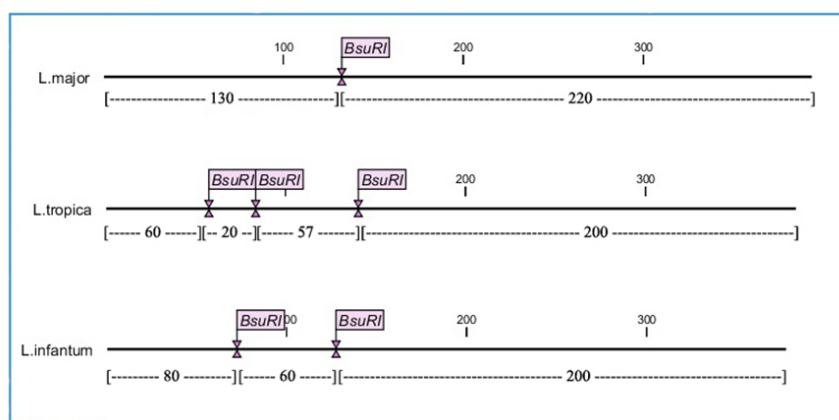 100 BsuRI 200 300
L.major
[------------------ 130 ------------------][------------------------------------ 220 ------------------------------------]
BsuRI BsuRI BsuRI 200 300
L.tropica
[------ 60 ------][-- 20 --][------ 57 -------][------------------------------------ 200 ------------------------------------]
BsuRI 00 BsuRI 200 300
L.infantum
[-------- 80 --------][------ 60 ------][------------------------------------ 200 ------------------------------------]